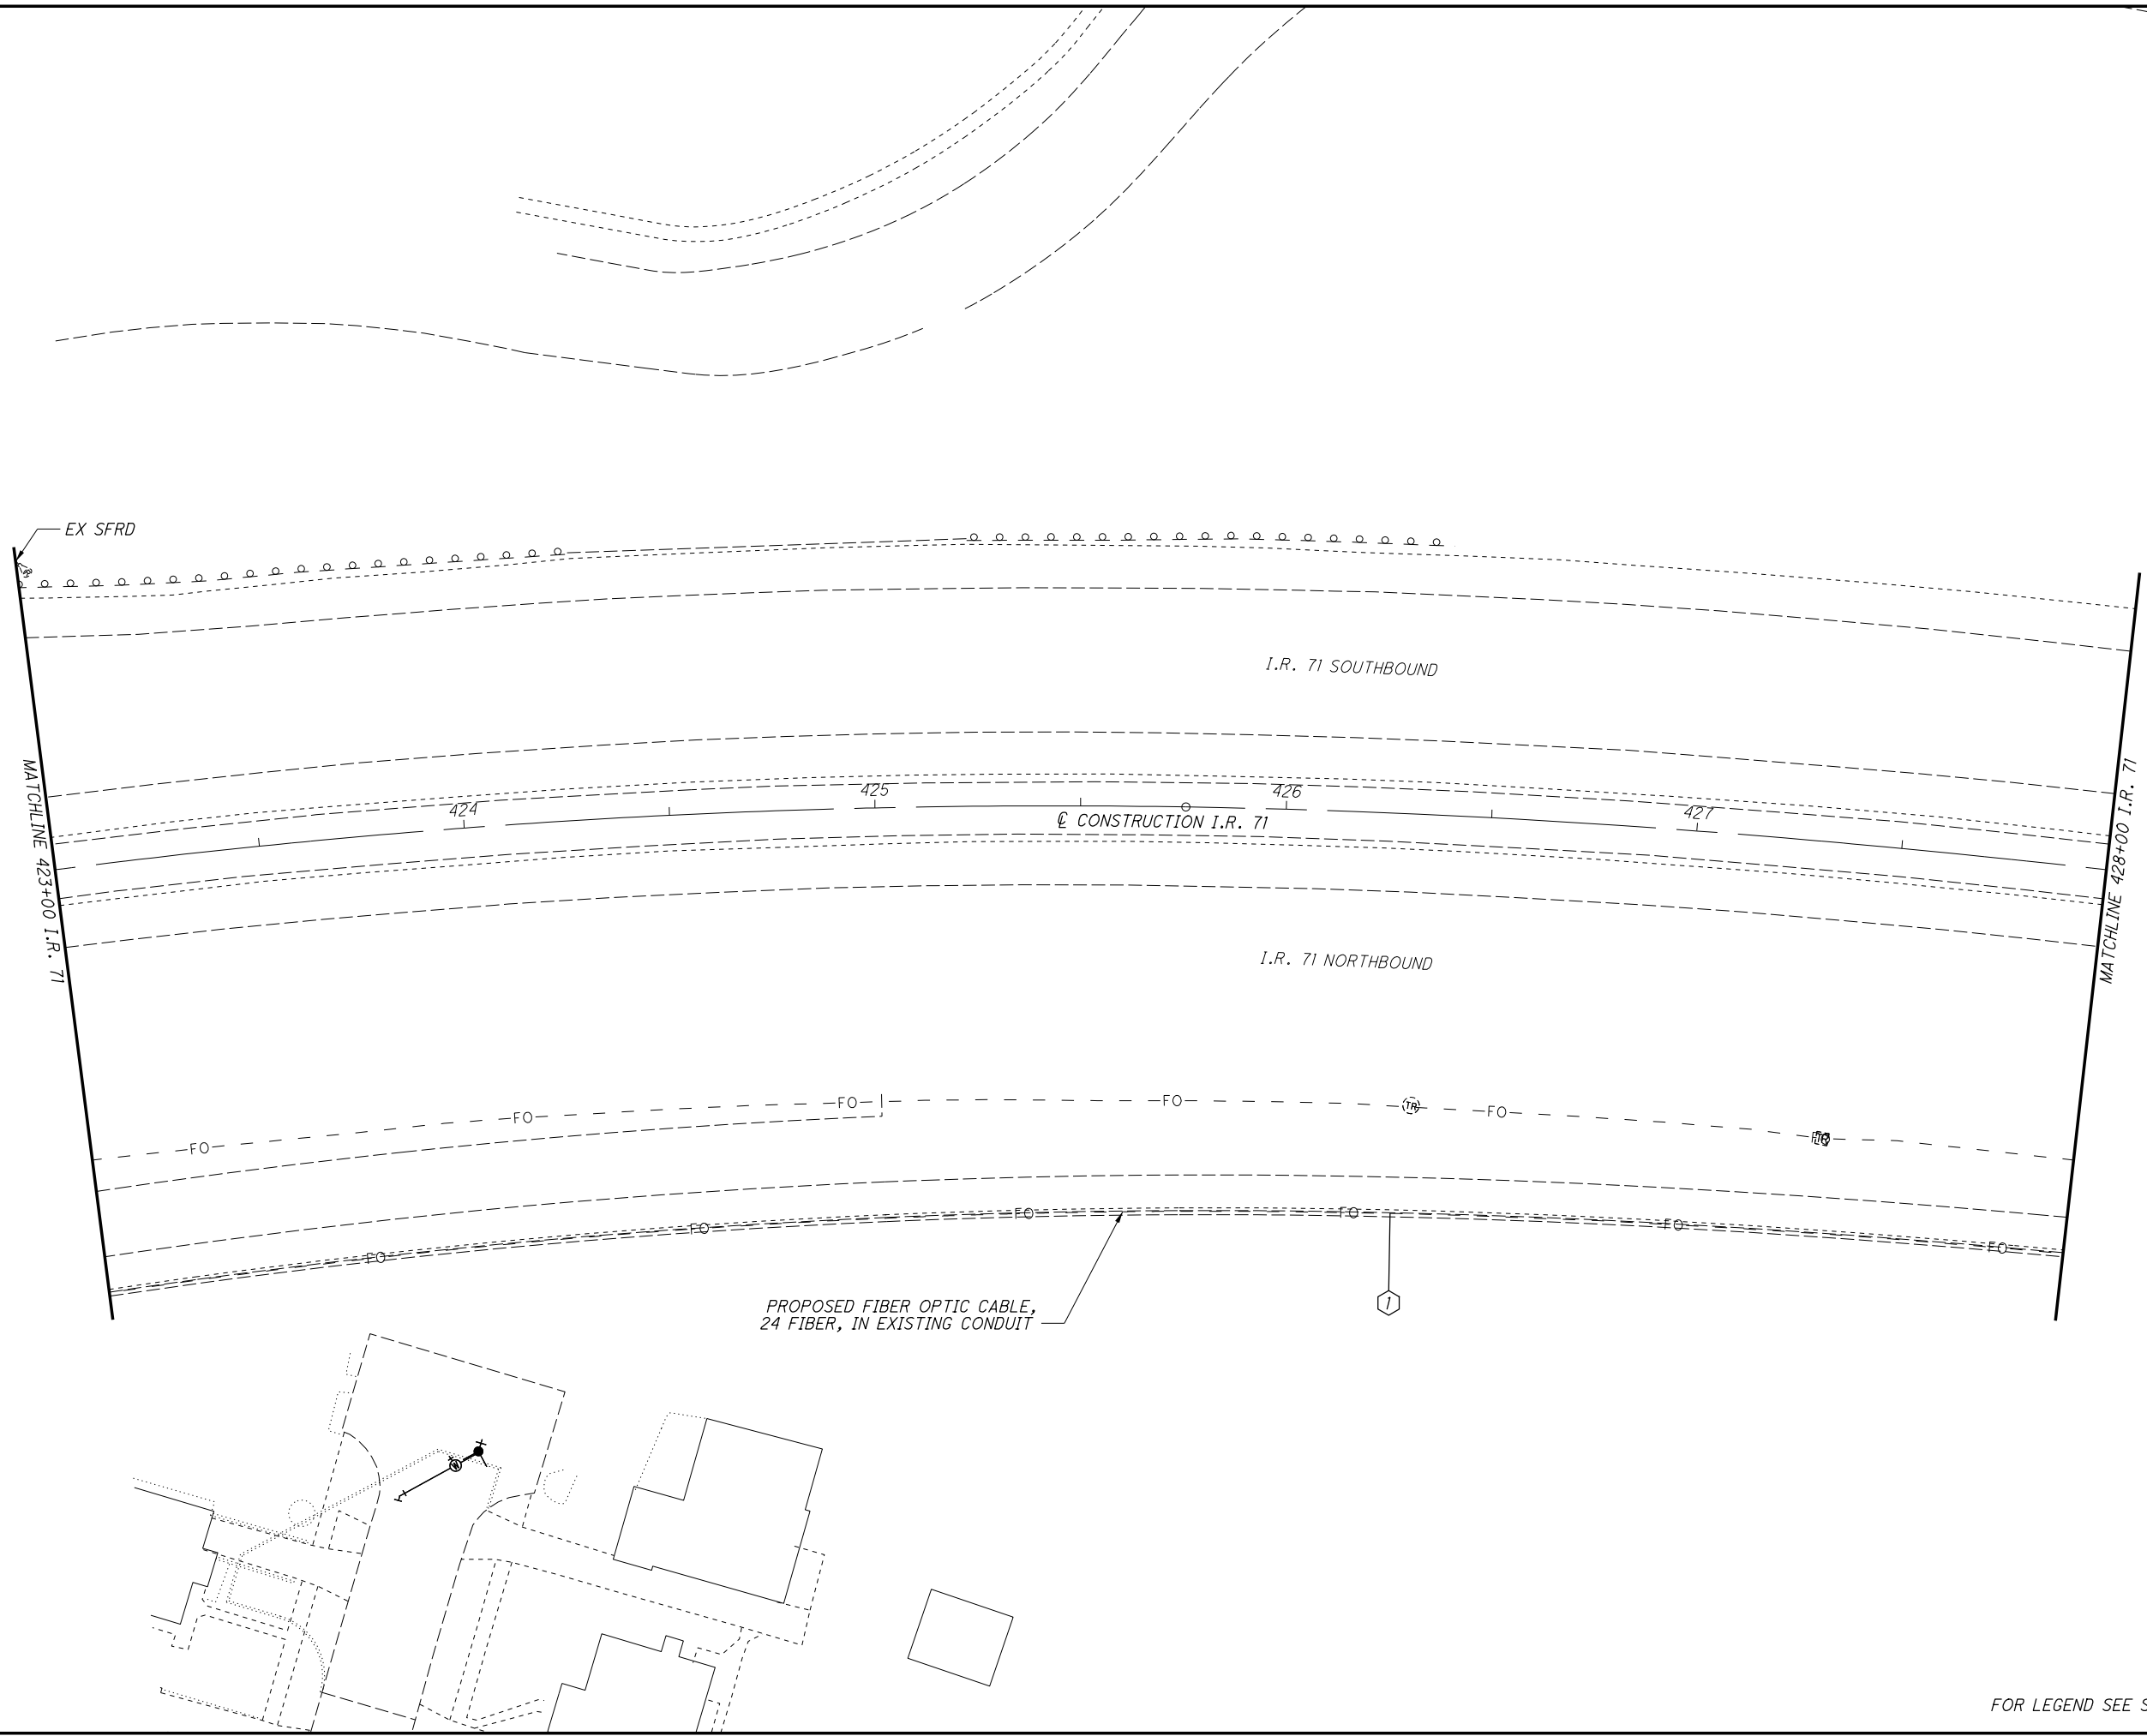 EX SFRD
I.R. 71 SOUTHBOUND
MATCHLINE 423+00 I.R. 71
424
425
426
427
℄ CONSTRUCTION I.R. 71
MATCHLINE 428+00 I.R. 71
I.R. 71 NORTHBOUND
FO
FO
FO
FO
TR
FO
TR
FO
FO
FO
FO
FO
FO
PROPOSED FIBER OPTIC CABLE,
24 FIBER, IN EXISTING CONDUIT
1
FOR LEGEND SEE S